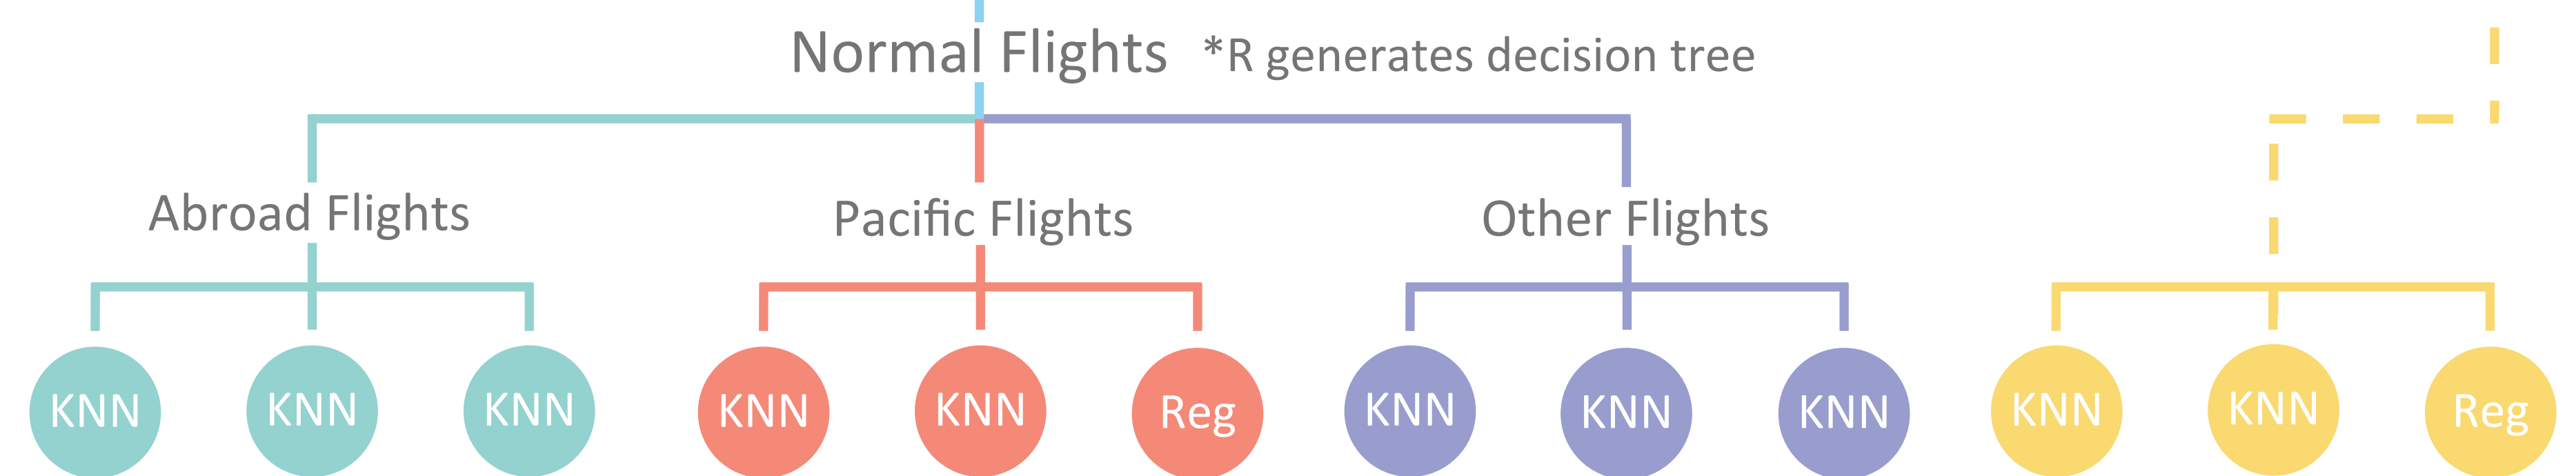 Normal Flights *R generates decision tree
Abroad Flights Pacific Flights Other Flights
KNN KNN KNN KNN KNN Reg KNN KNN KNN KNN KNN Reg